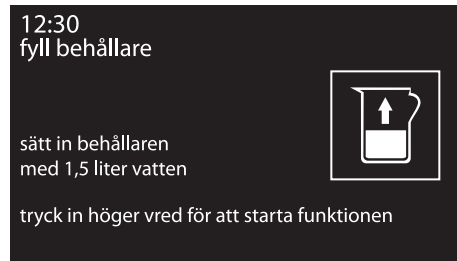 12:30
fyll behållare
sätt in behållaren
med 1,5 liter vatten
tryck in höger vred för att starta funktionen